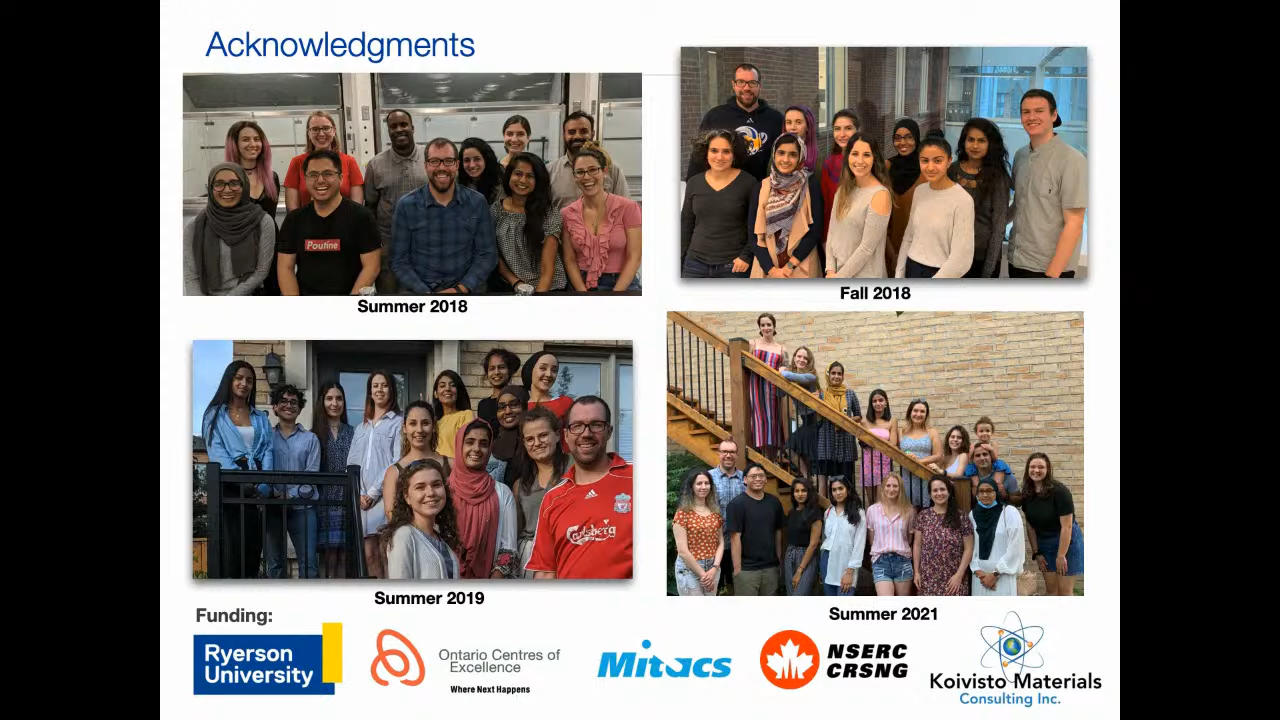 Acknowledgments
Poutine
Summer 2018
Fall 2018
Carlsberg
Summer 2019
Summer 2021
Funding:
Ryerson
University
Ontario Centres of
Excellence
Where Next Happens
Mitacs
NSERC
CRSNG
Koivisto Materials
Consulting Inc.